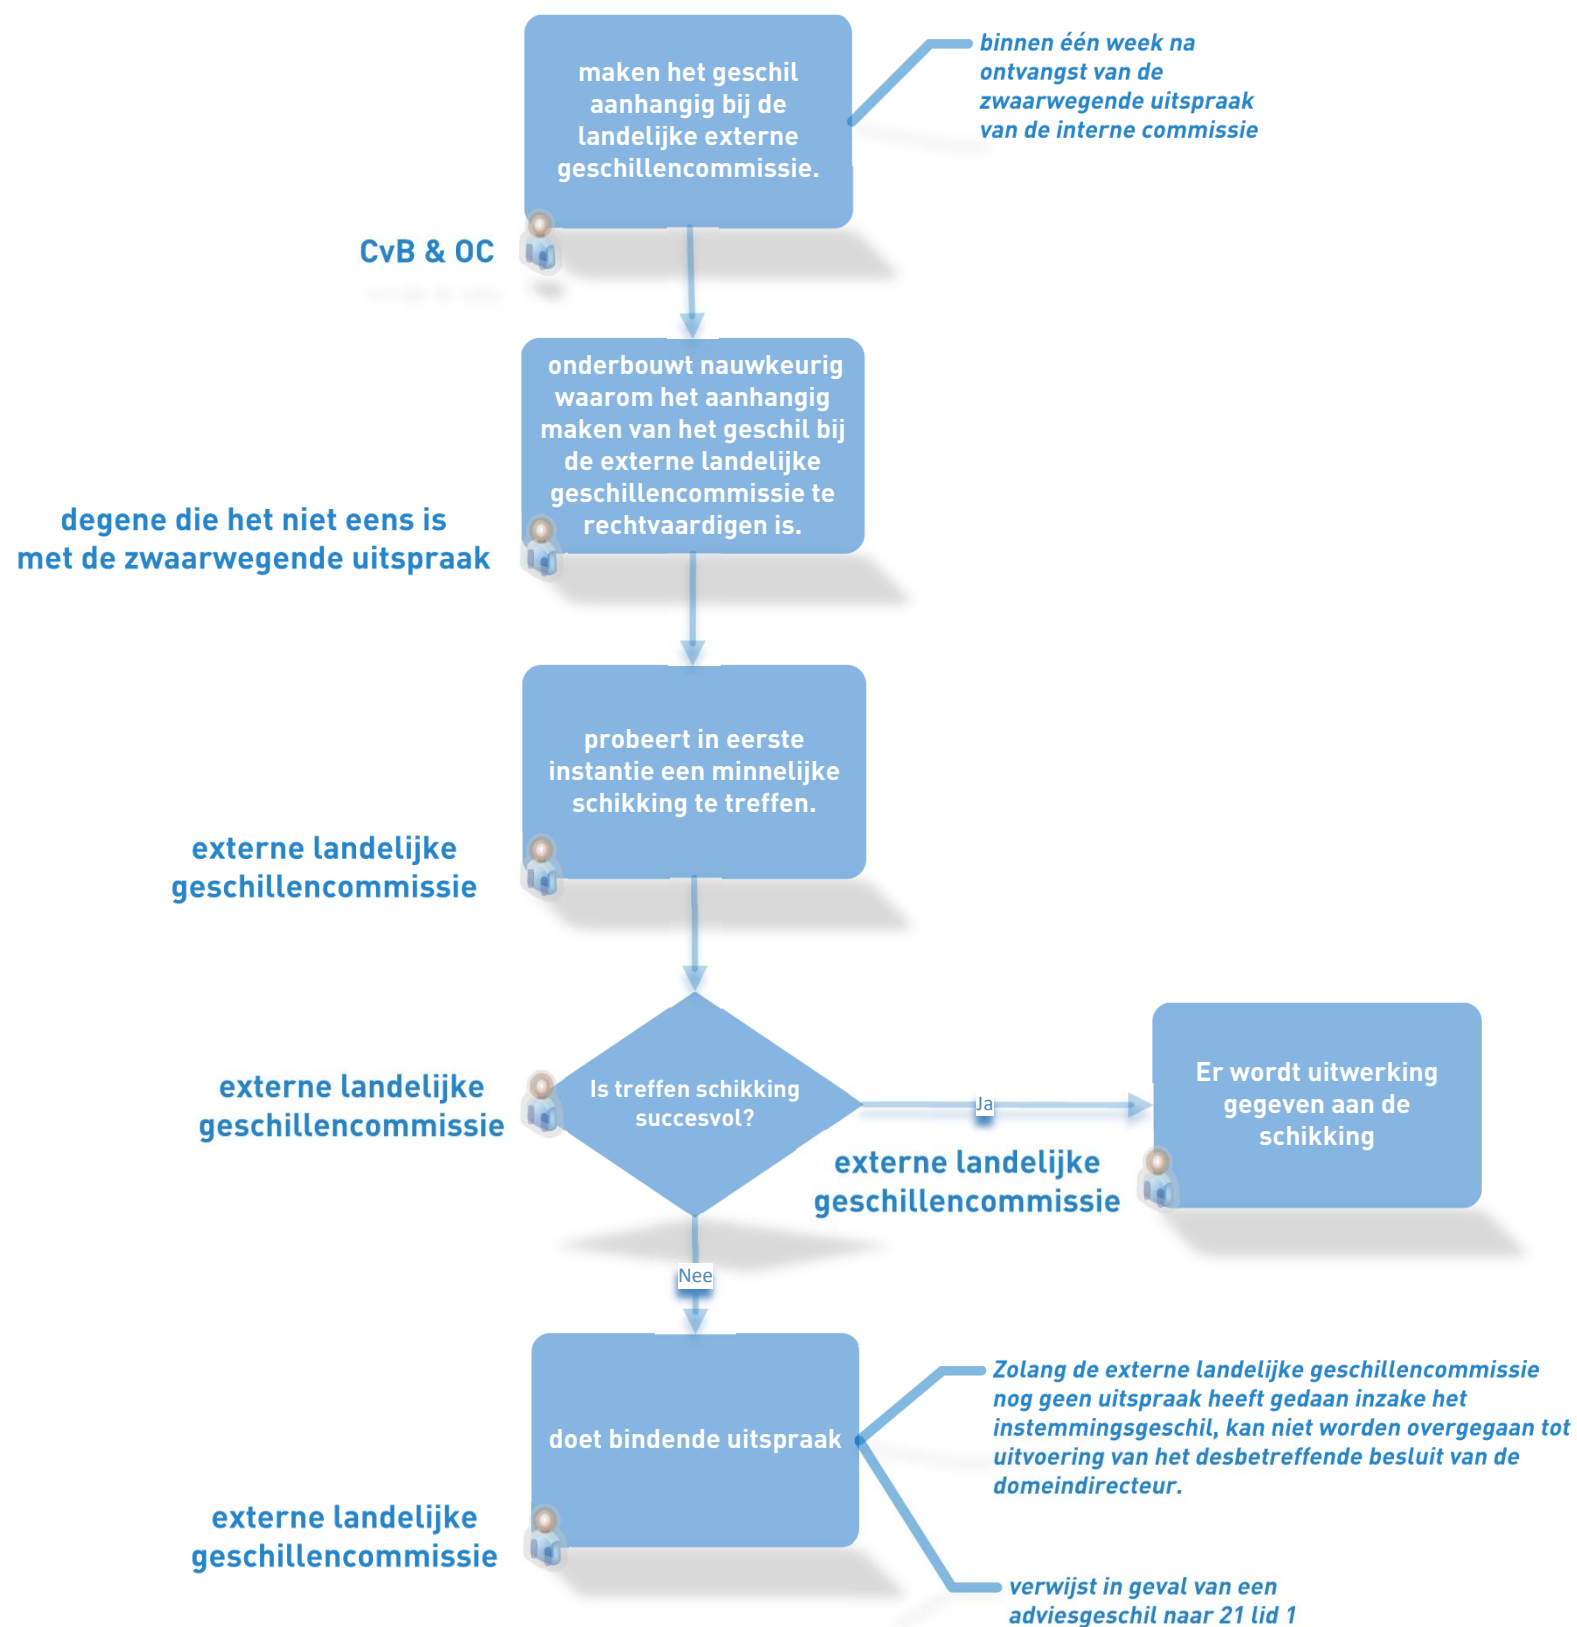 maken het geschil
aanhangig bij de
landelijke externe
geschillencommissie.
binnen één week na
ontvangst van de
zwaarwegende uitspraak
van de interne commissie
CvB & OC
onderbouwt nauwkeurig
waarom het aanhangig
maken van het geschil bij
de externe landelijke
geschillencommissie te
rechtvaardigen is.
degene die het niet eens is
met de zwaarwegende uitspraak
probeert in eerste
instantie een minnelijke
schikking te treffen.
externe landelijke
geschillencommissie
Is treffen schikking
succesvol?
externe landelijke
geschillencommissie
Ja
Er wordt uitwerking
gegeven aan de
schikking
externe landelijke
geschillencommissie
Nee
doet bindende uitspraak
externe landelijke
geschillencommissie
Zolang de externe landelijke geschillencommissie
nog geen uitspraak heeft gedaan inzake het
instemmingsgeschil, kan niet worden overgegaan tot
uitvoering van het desbetreffende besluit van de
domeindirecteur.
verwijst in geval van een
adviesgeschil naar 21 lid 1